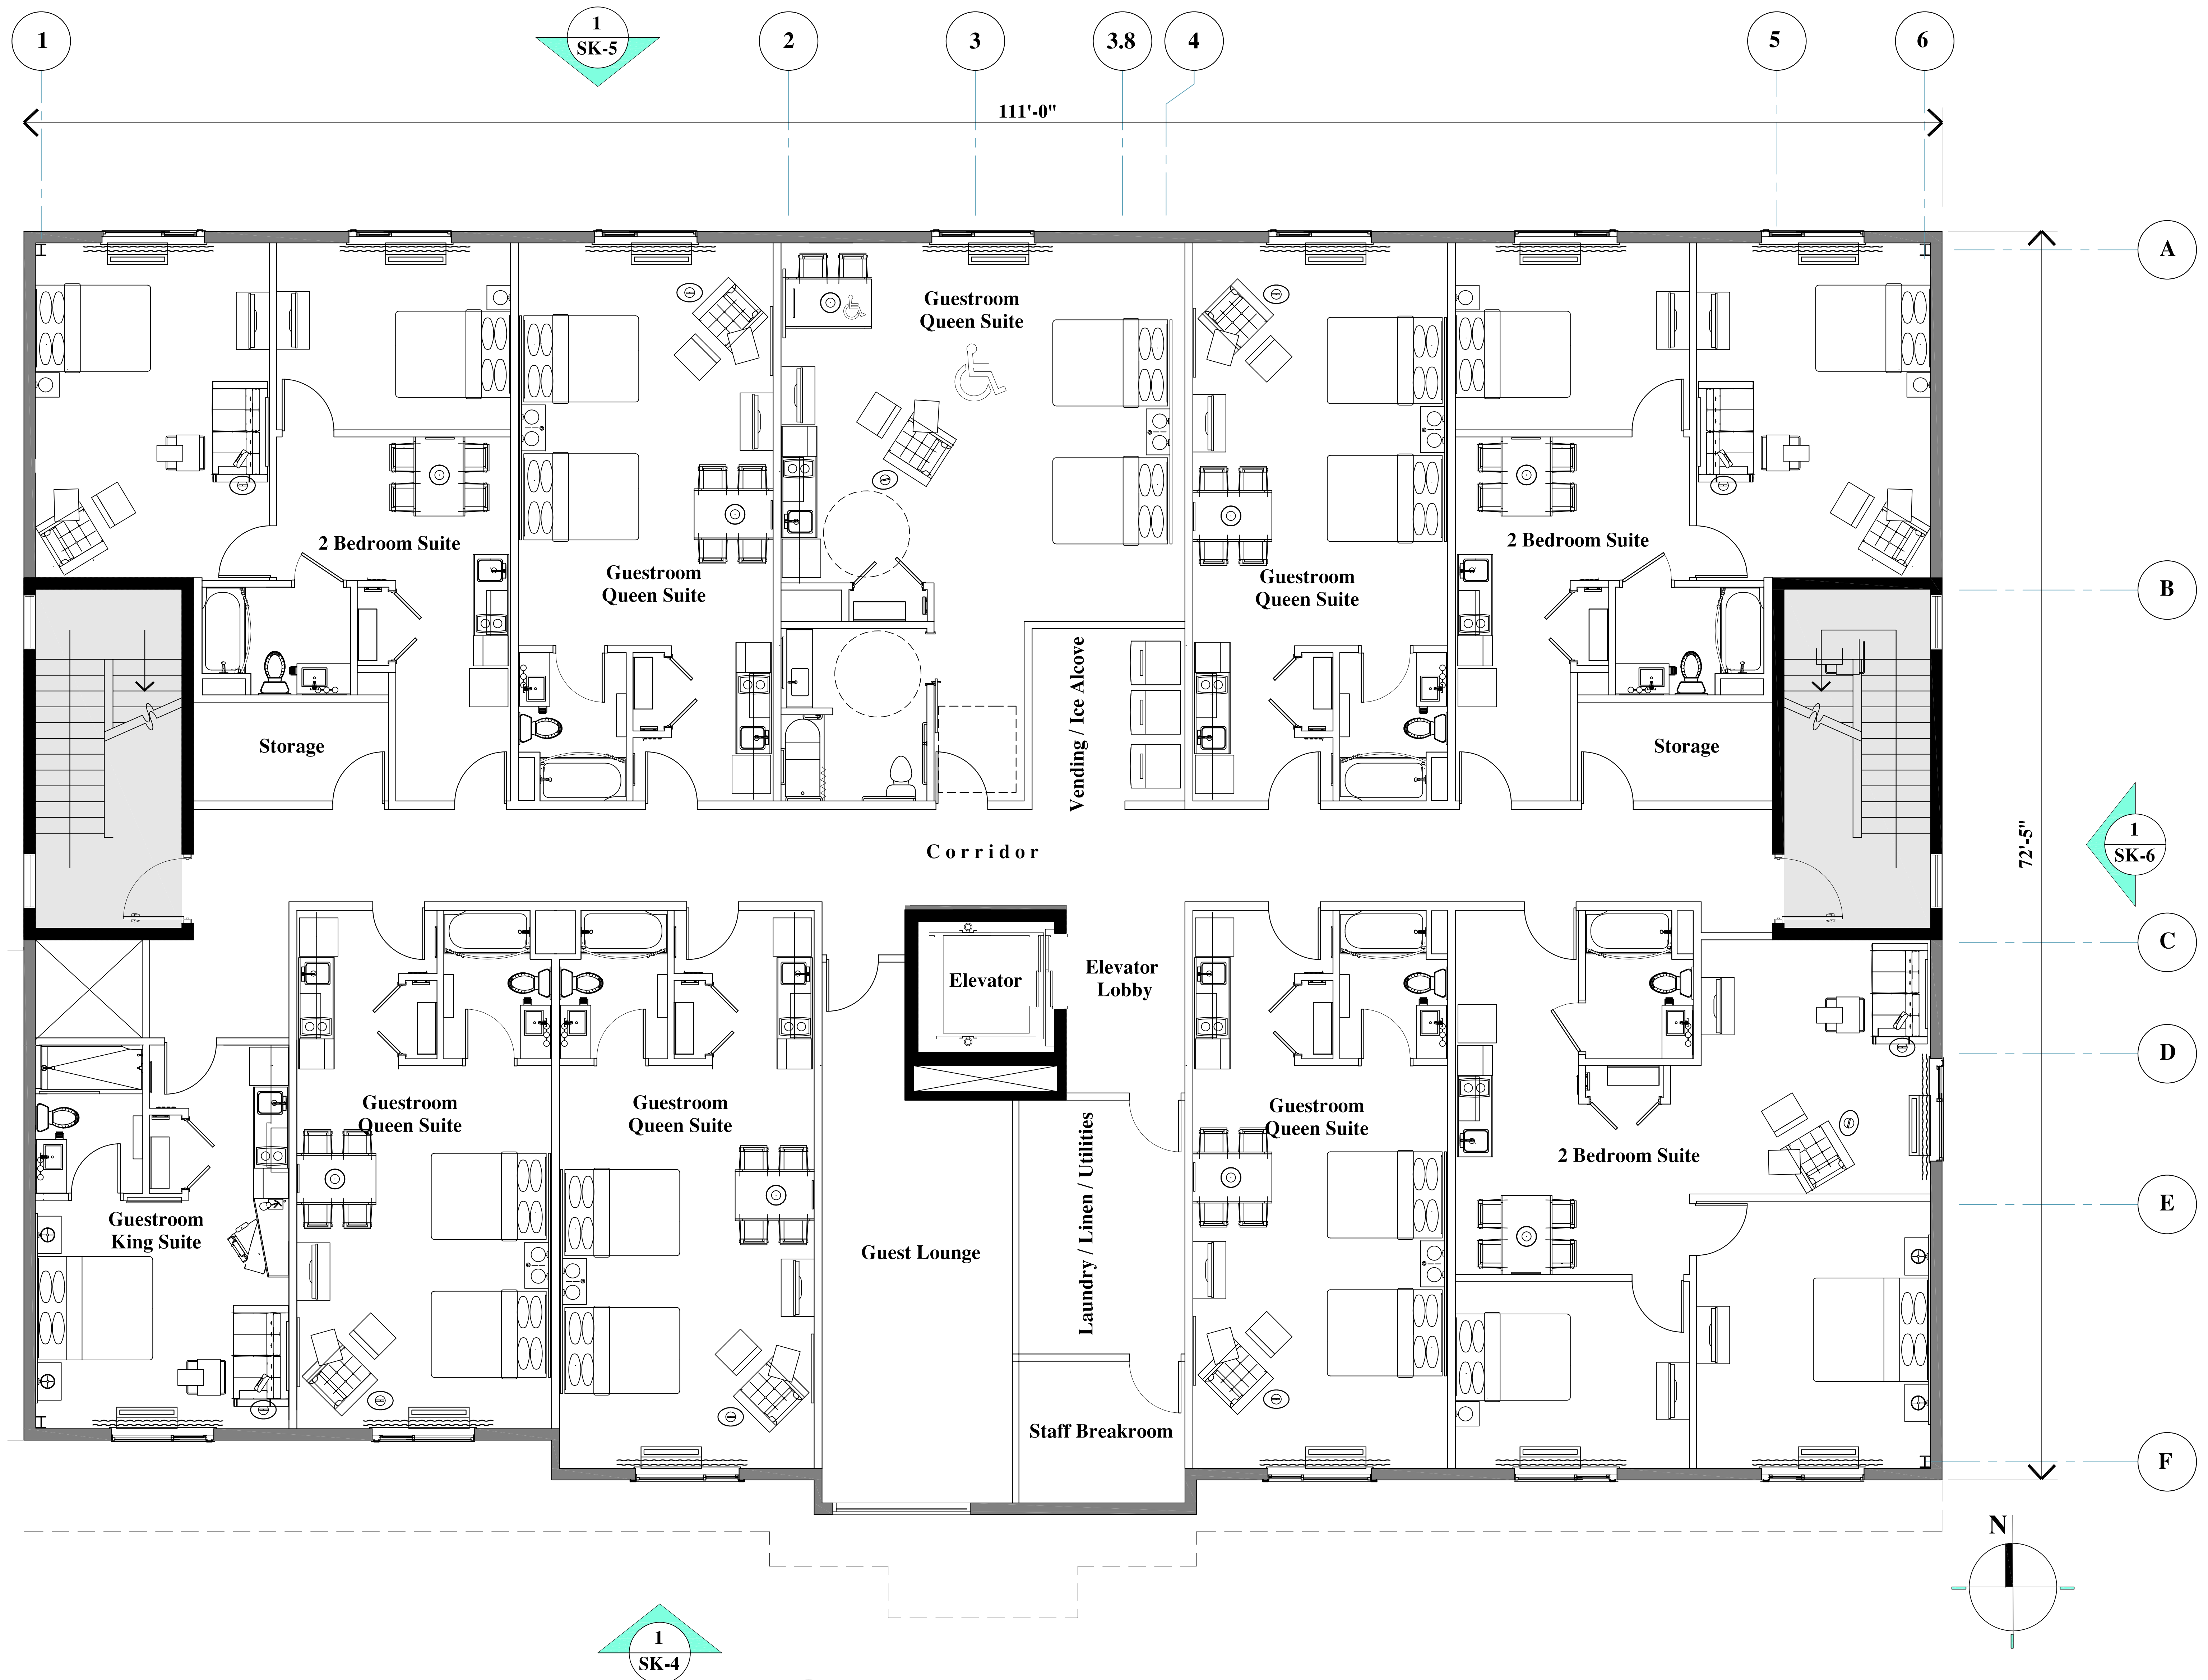 1
1
SK-5
2
3
3.8
4
5
6
111'-0"
A
Guestroom
Queen Suite
2 Bedroom Suite
2 Bedroom Suite
Guestroom
Queen Suite
Guestroom
Queen Suite
B
Storage
Vending / Ice Alcove
Storage
Corridor
72'-5"
1
SK-6
C
Elevator
Elevator
Lobby
D
Guestroom
Queen Suite
Guestroom
Queen Suite
Guestroom
Queen Suite
2 Bedroom Suite
Laundry / Linen / Utilities
E
Guestroom
King Suite
Guest Lounge
Staff Breakroom
F
N
1
SK-4